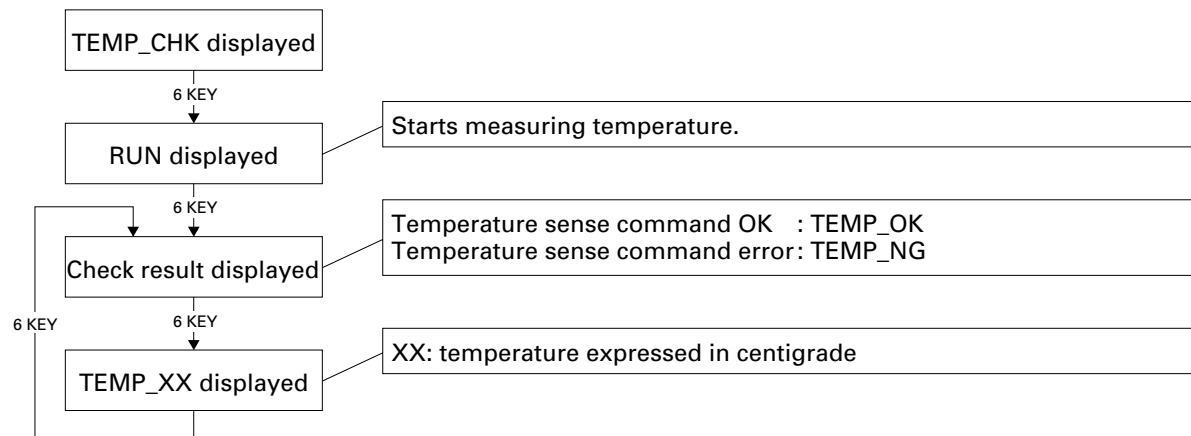 TEMP_CHK displayed
6 KEY
RUN displayed
Starts measuring temperature.
6 KEY
Check result displayed
Temperature sense command OK : TEMP_OK
Temperature sense command error: TEMP_NG
6 KEY
6 KEY
TEMP_XX displayed
XX: temperature expressed in centigrade